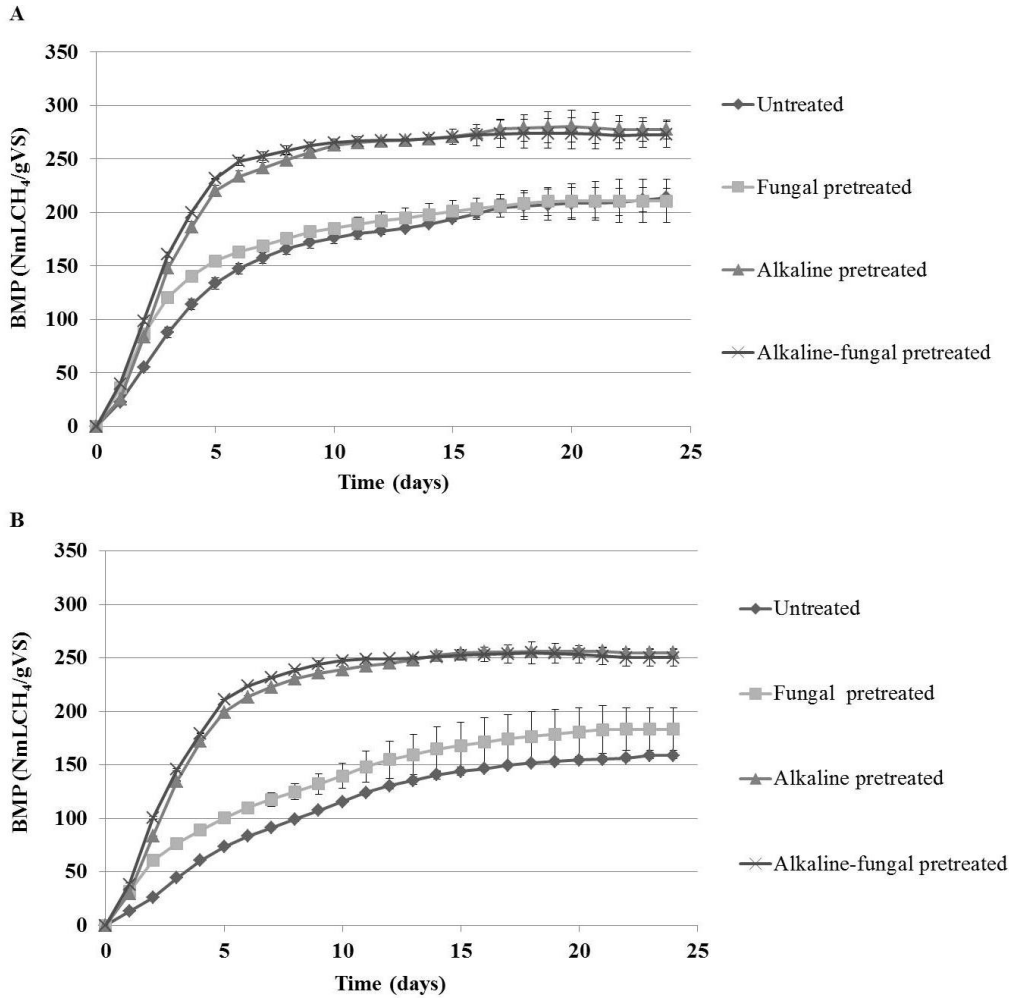 A
350
300
250
200
150
100
50
0
BMP (NmLCH₄/gVS)
0 5 10 15 20 25
Time (days)
Untreated
Fungal pretreated
Alkaline pretreated
Alkaline-fungal pretreated
B
350
300
250
200
150
100
50
0
BMP (NmLCH₄/gVS)
0 5 10 15 20 25
Time (days)
Untreated
Fungal pretreated
Alkaline pretreated
Alkaline-fungal pretreated